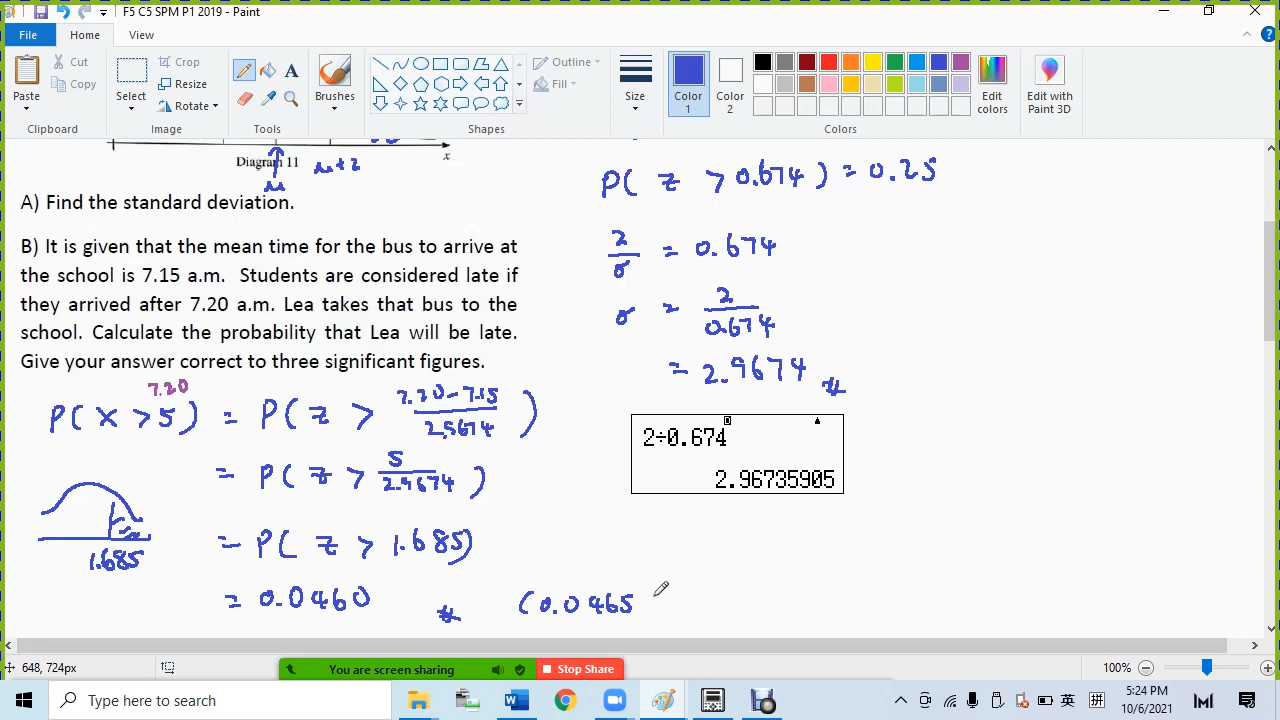 F5 C5 SPM P1 2019 - Paint
File Home View
Paste Cut Copy Select Crop Resize Rotate Brushes Outline Fill Size Color 1 Color 2 Edit colors Edit with Paint 3D
Clipboard Image Tools Shapes Colors
x
Diagram 11
μ μ+2
A) Find the standard deviation.
B) It is given that the mean time for the bus to arrive at
the school is 7.15 a.m. Students are considered late if
they arrived after 7.20 a.m. Lea takes that bus to the
school. Calculate the probability that Lea will be late.
Give your answer correct to three significant figures.
7.20
P( X > 5 ) = P( Z > 7.20 - 7.15 / 2.9674 )
= P( Z > 5 / 2.9674 )
= P( Z > 1.685)
1.685
= 0.0460
(0.0465
P( Z > 0.674 ) = 0.25
2 / σ = 0.674
σ = 2 / 0.674
= 2.9674
2÷0.674
2.96735905
648, 724px
You are screen sharing Stop Share
100%
Type here to search
英 拼
5:24 PM
10/6/2021